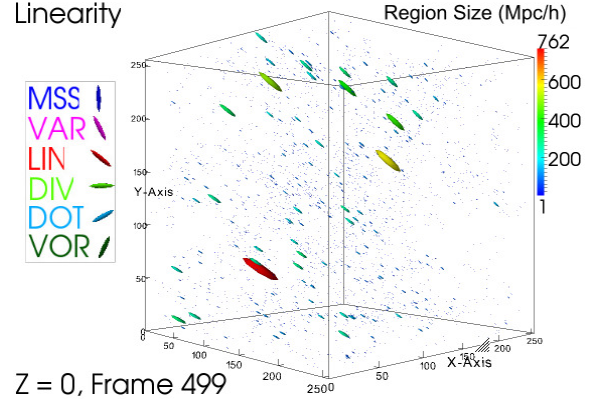 Linearity
Region Size (Mpc/h)
762
600
400
200
1
MSS
VAR
LIN
DIV
DOT
VOR
250
200
150
Y-Axis
100
50
0
0
50
100
150
200
250
0
50
100
150
X-Axis
200
250
Z = 0, Frame 499